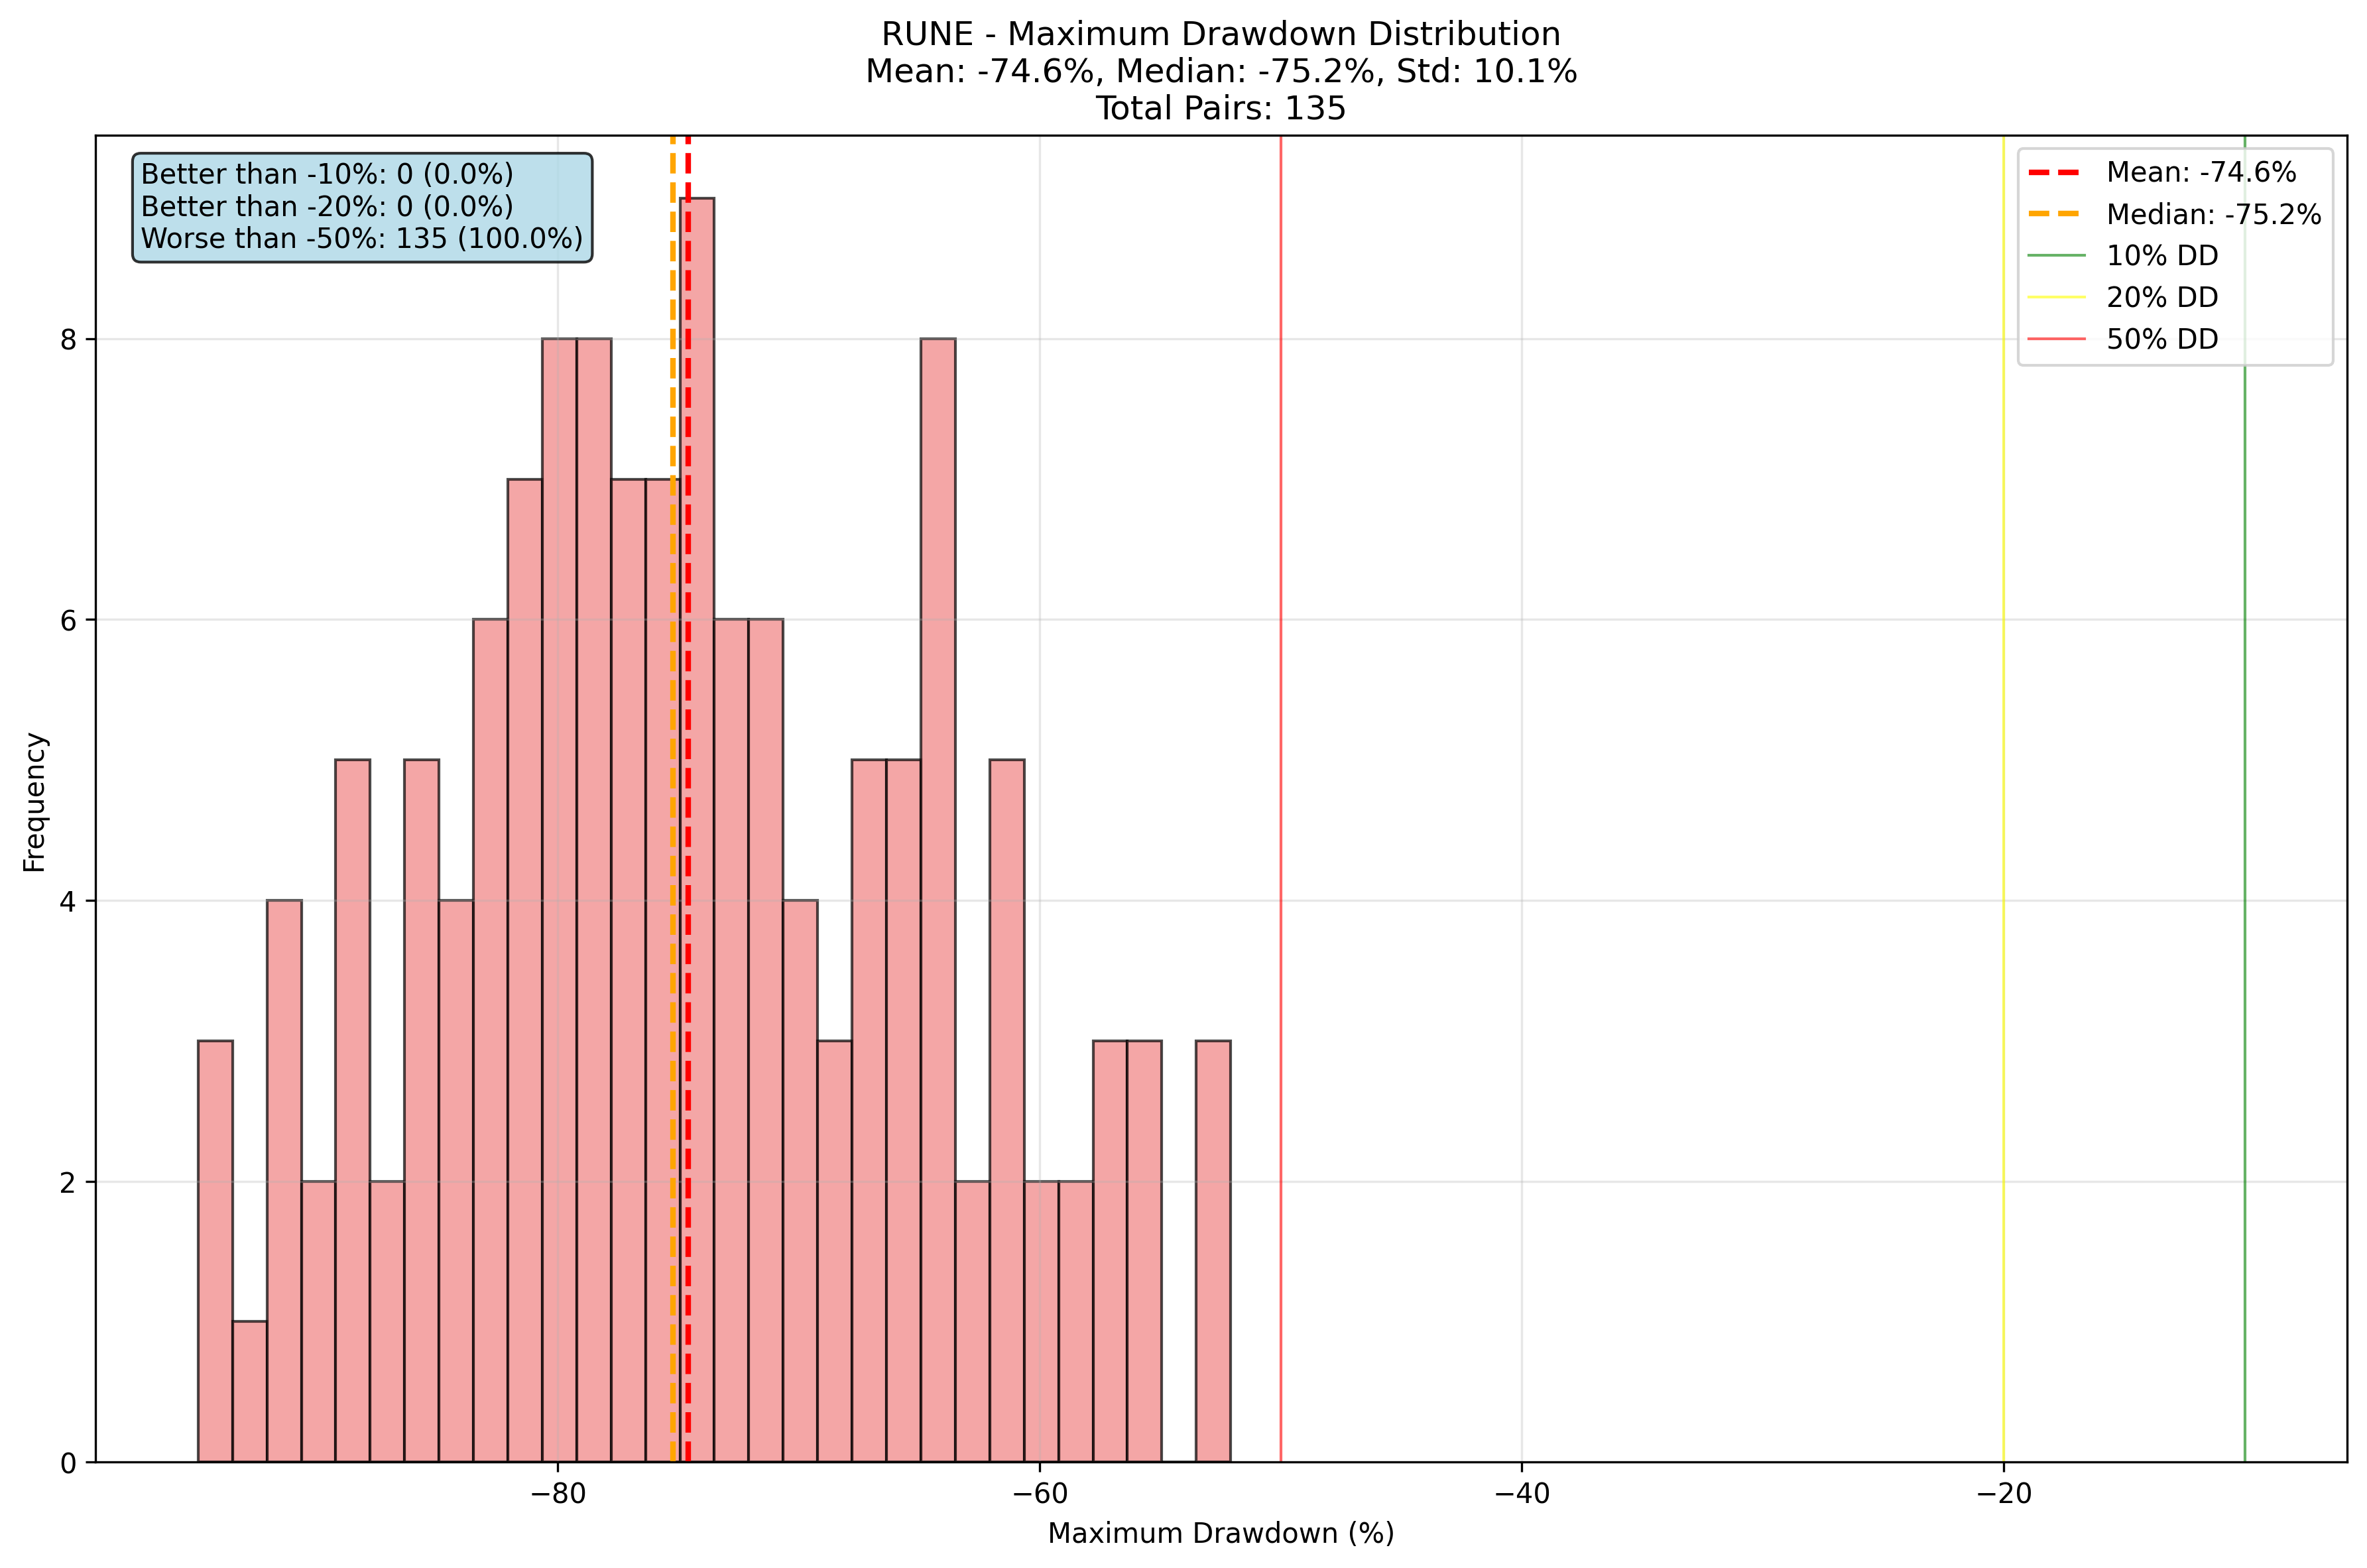 RUNE - Maximum Drawdown Distribution
Mean: -74.6%, Median: -75.2%, Std: 10.1%
Total Pairs: 135
Better than -10%: 0 (0.0%)
Better than -20%: 0 (0.0%)
Worse than -50%: 135 (100.0%)
Mean: -74.6%
Median: -75.2%
10% DD
20% DD
50% DD
8
6
4
2
0
Frequency
−80
−60
−40
−20
Maximum Drawdown (%)